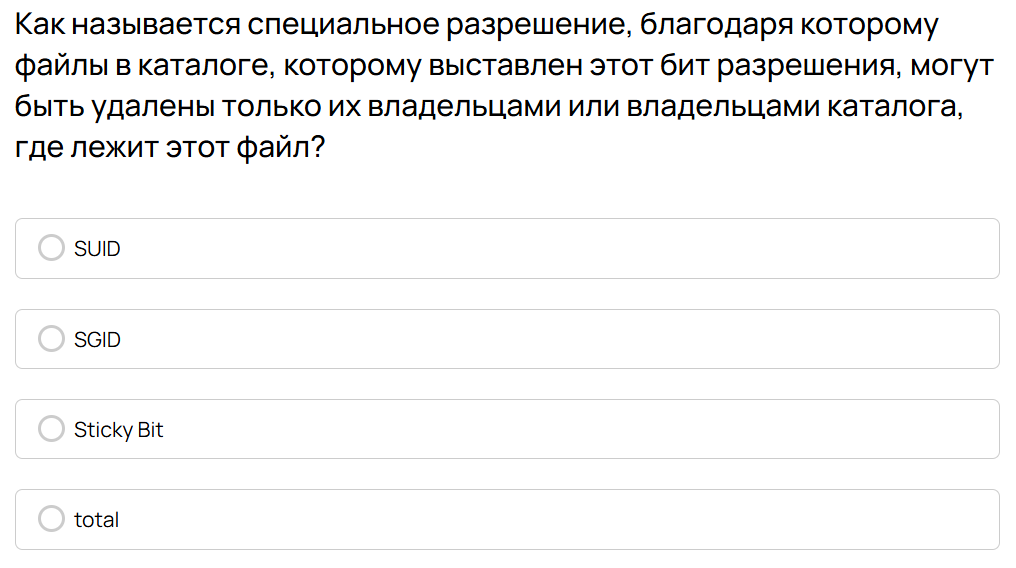 Как называется специальное разрешение, благодаря которому
файлы в каталоге, которому выставлен этот бит разрешения, могут
быть удалены только их владельцами или владельцами каталога,
где лежит этот файл?
SUID
SGID
Sticky Bit
total